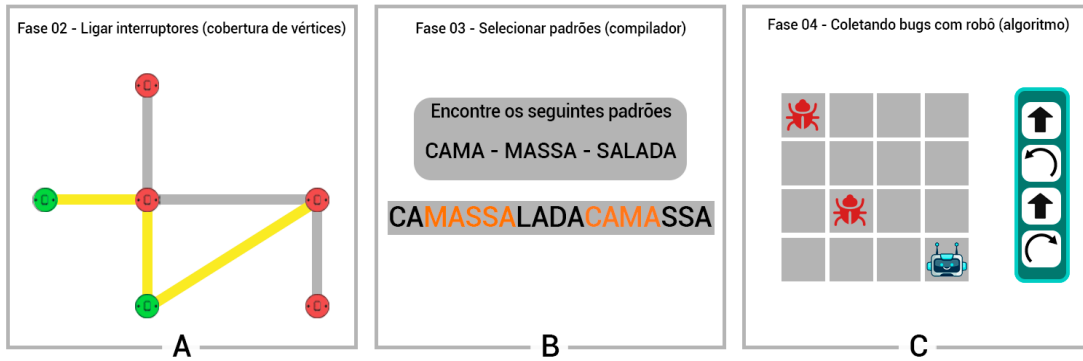 Fase 02 - Ligar interruptores (cobertura de vértices)
A
Fase 03 - Selecionar padrões (compilador)
Encontre os seguintes padrões
CAMA - MASSA - SALADA
CAMASSALADACAMASSA
B
Fase 04 - Coletando bugs com robô (algoritmo)
C